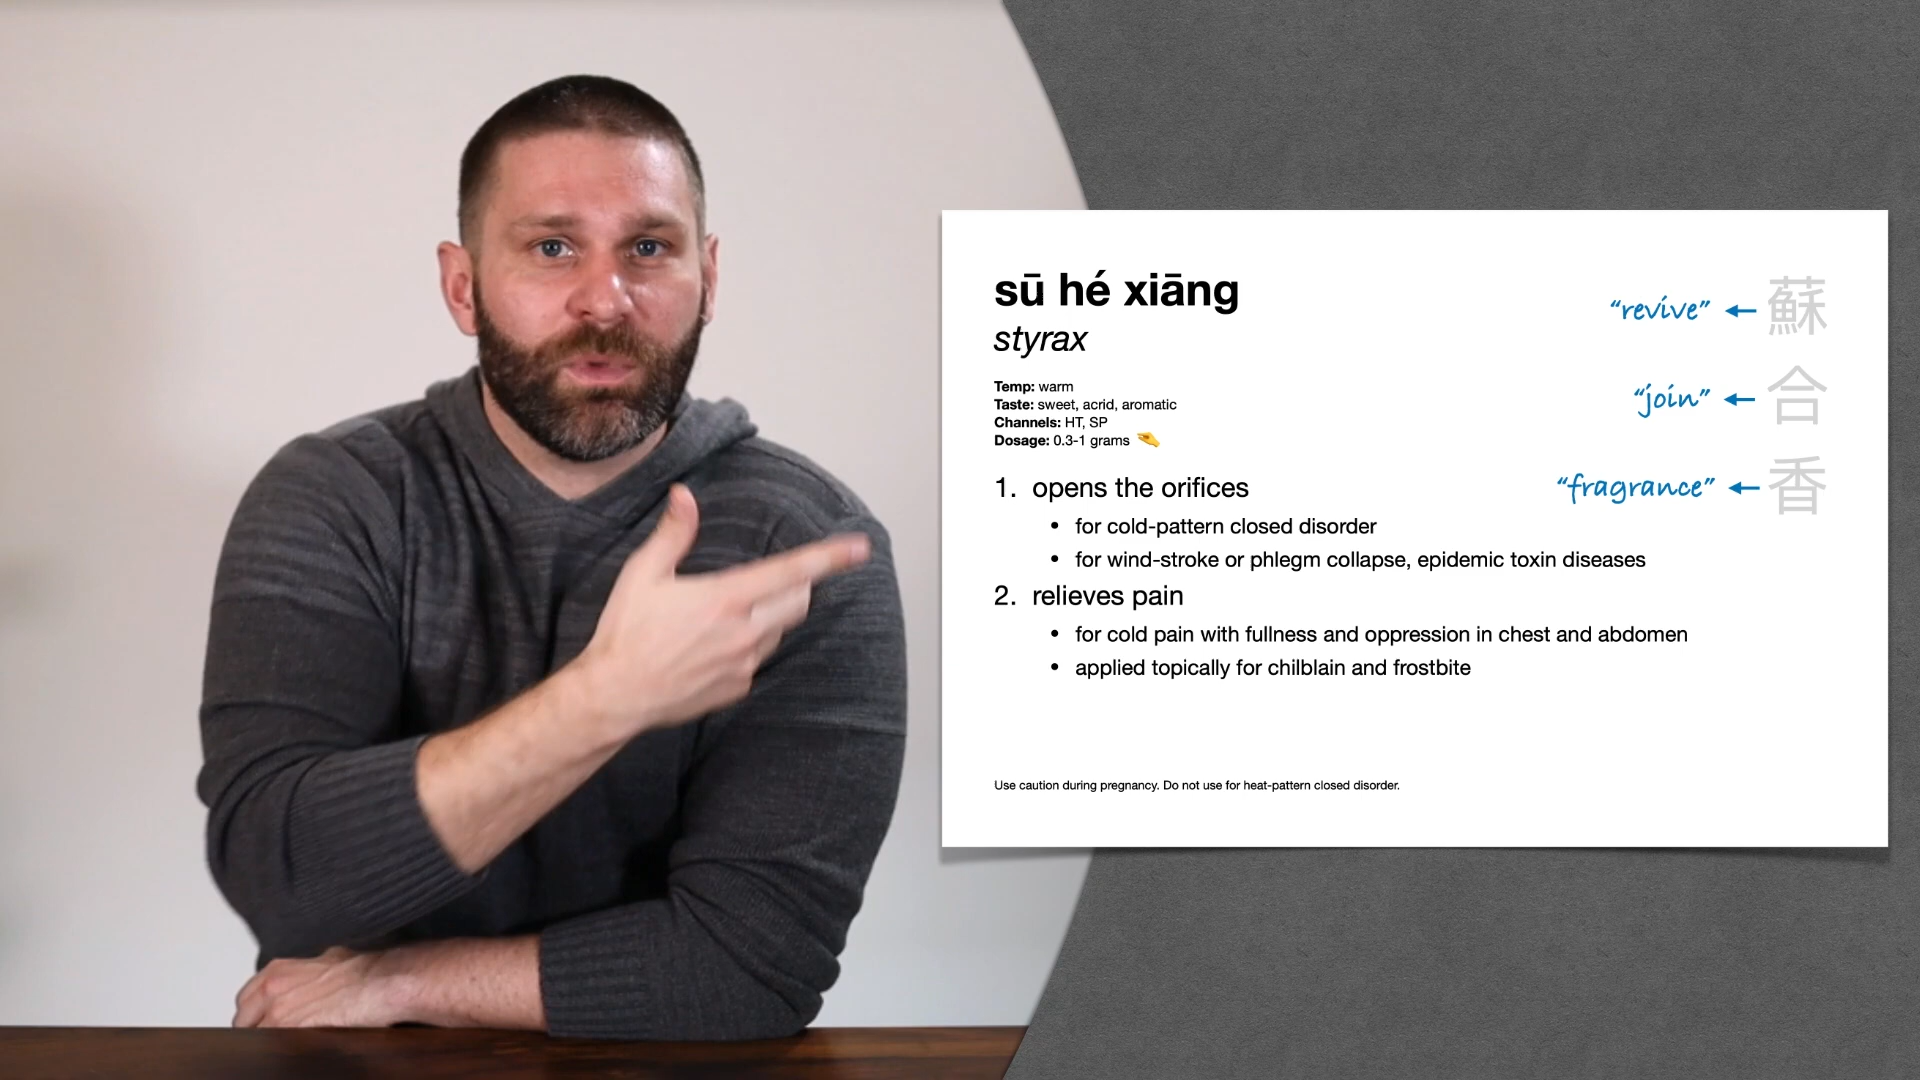 sū hé xiāng
styrax
Temp: warm
Taste: sweet, acrid, aromatic
Channels: HT, SP
Dosage: 0.3-1 grams
1. opens the orifices
• for cold-pattern closed disorder
• for wind-stroke or phlegm collapse, epidemic toxin diseases
2. relieves pain
• for cold pain with fullness and oppression in chest and abdomen
• applied topically for chilblain and frostbite
Use caution during pregnancy. Do not use for heat-pattern closed disorder.
“revive” ← 蘇
“join” ← 合
“fragrance” ← 香